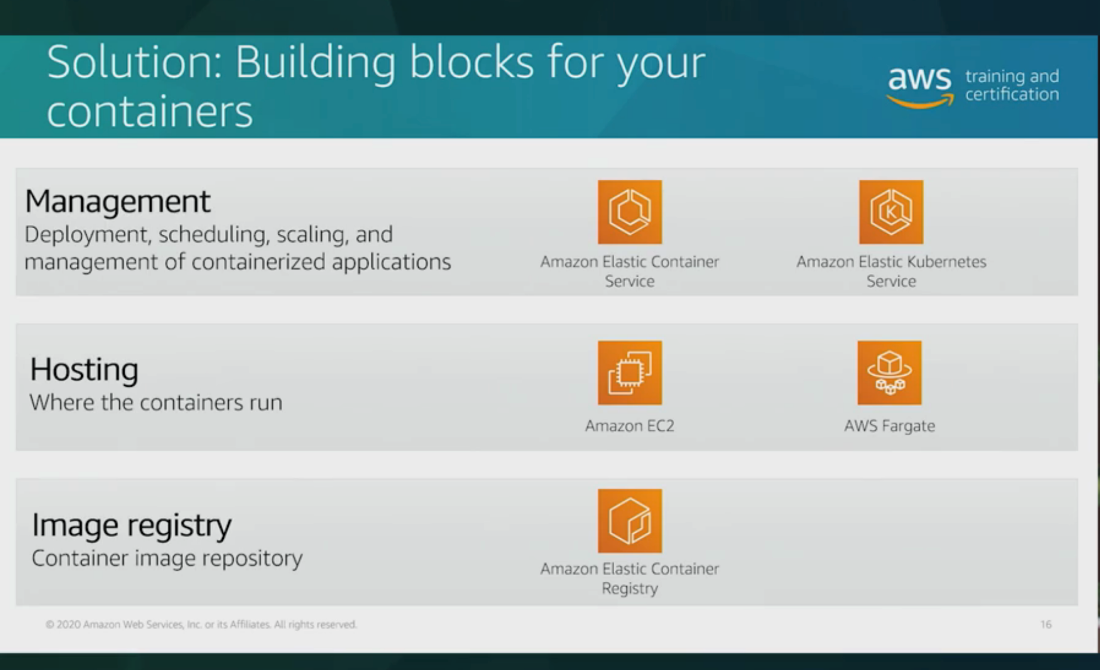 Solution: Building blocks for your
containers
aws training and
certification
Management
Deployment, scheduling, scaling, and
management of containerized applications
Amazon Elastic Container
Service
Amazon Elastic Kubernetes
Service
K
Hosting
Where the containers run
Amazon EC2
AWS Fargate
Image registry
Container image repository
Amazon Elastic Container
Registry
© 2020 Amazon Web Services, Inc. or its Affiliates. All rights reserved.
16